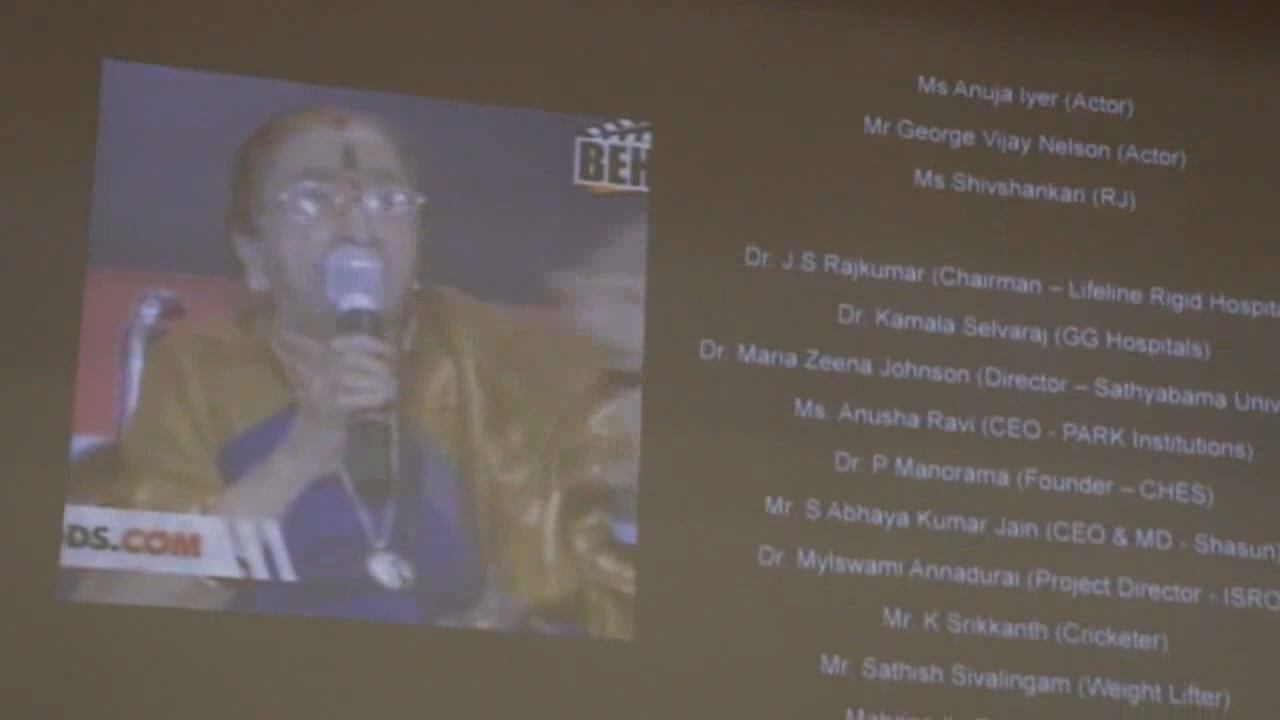 BEH
DS.COM
Ms Anuja Iyer (Actor)
Mr George Vijay Nelson (Actor)
Ms Shivshankari (RJ)
Dr. J S Rajkumar (Chairman – Lifeline Rigid Hospita
Dr. Kamala Selvaraj (GG Hospitals)
Dr. Maria Zeena Johnson (Director – Sathyabama Univ
Ms. Anusha Ravi (CEO - PARK Institutions)
Dr. P Manorama (Founder – CHES)
Mr. S Abhaya Kumar Jain (CEO & MD - Shasun)
Dr. Mylswami Annadurai (Project Director - ISRO
Mr. K Srikkanth (Cricketer)
Mr. Sathish Sivalingam (Weight Lifter)